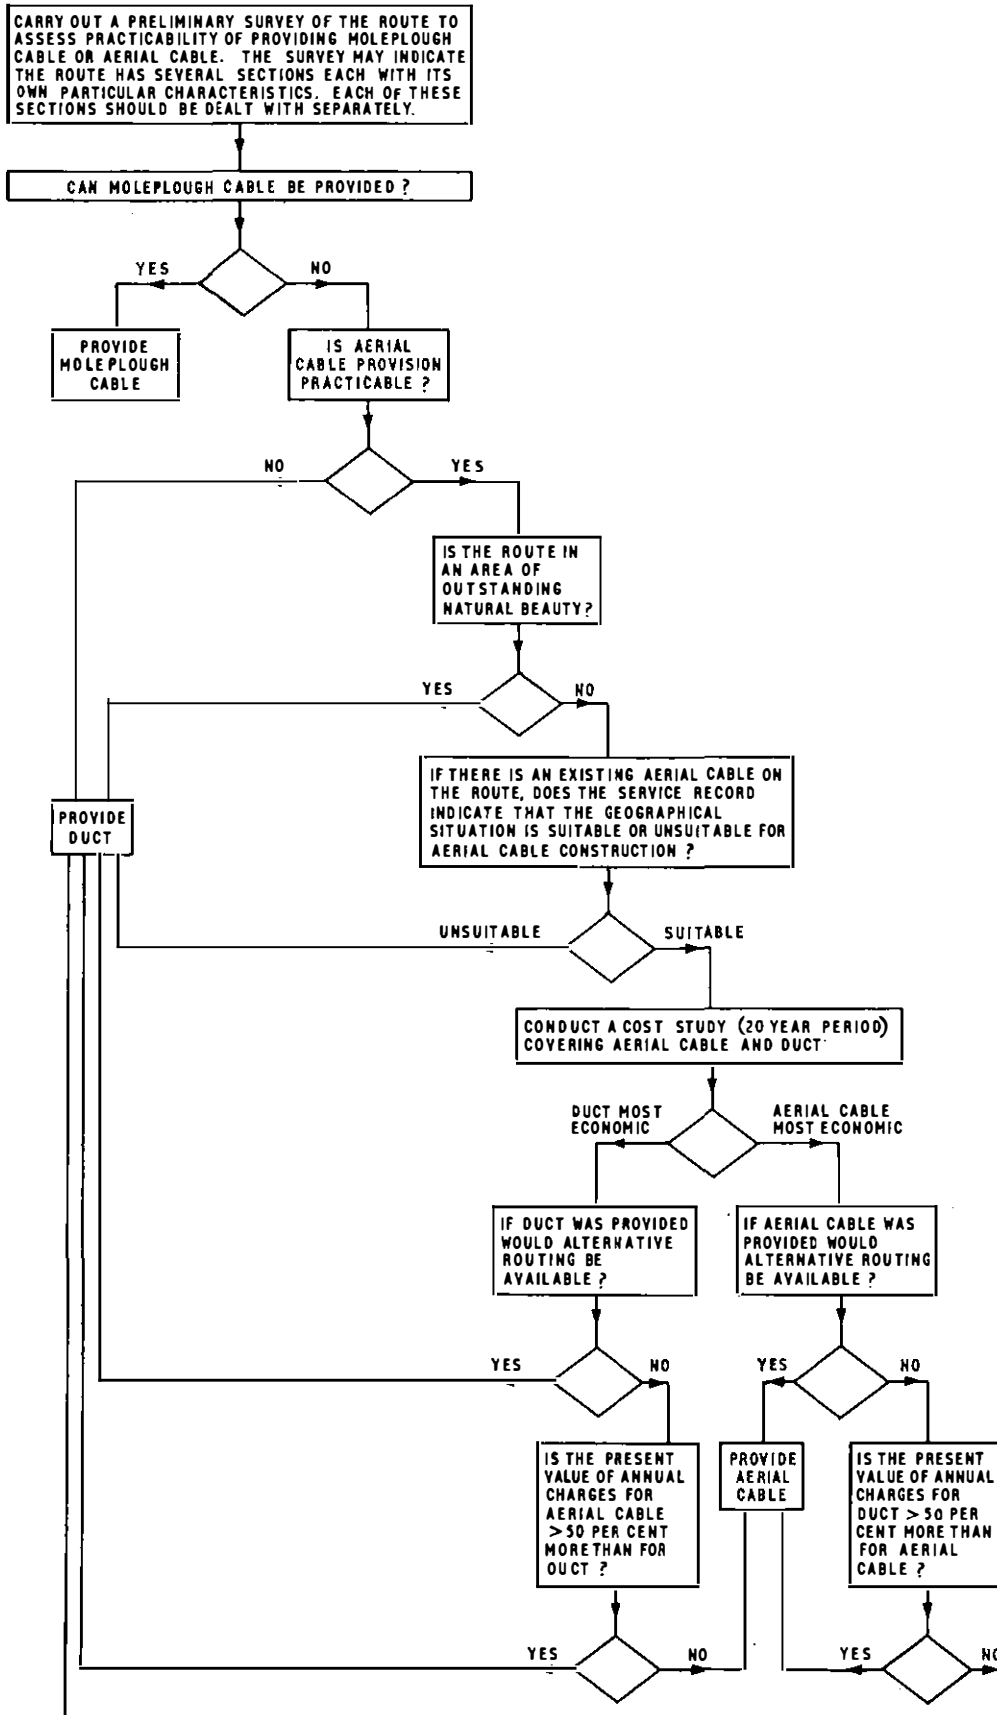 CARRY OUT A PRELIMINARY SURVEY OF THE ROUTE TO
ASSESS PRACTICABILITY OF PROVIDING MOLEPLOUGH
CABLE OR AERIAL CABLE. THE SURVEY MAY INDICATE
THE ROUTE HAS SEVERAL SECTIONS EACH WITH ITS
OWN PARTICULAR CHARACTERISTICS. EACH OF THESE
SECTIONS SHOULD BE DEALT WITH SEPARATELY.
CAN MOLEPLOUGH CABLE BE PROVIDED ?
YES
NO
PROVIDE
MOLEPLOUGH
CABLE
IS AERIAL
CABLE PROVISION
PRACTICABLE ?
NO
YES
IS THE ROUTE IN
AN AREA OF
OUTSTANDING
NATURAL BEAUTY?
YES
NO
IF THERE IS AN EXISTING AERIAL CABLE ON
THE ROUTE, DOES THE SERVICE RECORD
INDICATE THAT THE GEOGRAPHICAL
SITUATION IS SUITABLE OR UNSUITABLE FOR
AERIAL CABLE CONSTRUCTION ?
PROVIDE
DUCT
UNSUITABLE
SUITABLE
CONDUCT A COST STUDY (20 YEAR PERIOD)
COVERING AERIAL CABLE AND DUCT
DUCT MOST
ECONOMIC
AERIAL CABLE
MOST ECONOMIC
IF DUCT WAS PROVIDED
WOULD ALTERNATIVE
ROUTING BE
AVAILABLE ?
IF AERIAL CABLE WAS
PROVIDED WOULD
ALTERNATIVE ROUTING
BE AVAILABLE ?
YES
NO
YES
NO
IS THE PRESENT
VALUE OF ANNUAL
CHARGES FOR
AERIAL CABLE
>50 PER CENT
MORE THAN FOR
DUCT ?
PROVIDE
AERIAL
CABLE
IS THE PRESENT
VALUE OF ANNUAL
CHARGES FOR
DUCT >50 PER
CENT MORE THAN
FOR AERIAL
CABLE ?
YES
NO
YES
NO